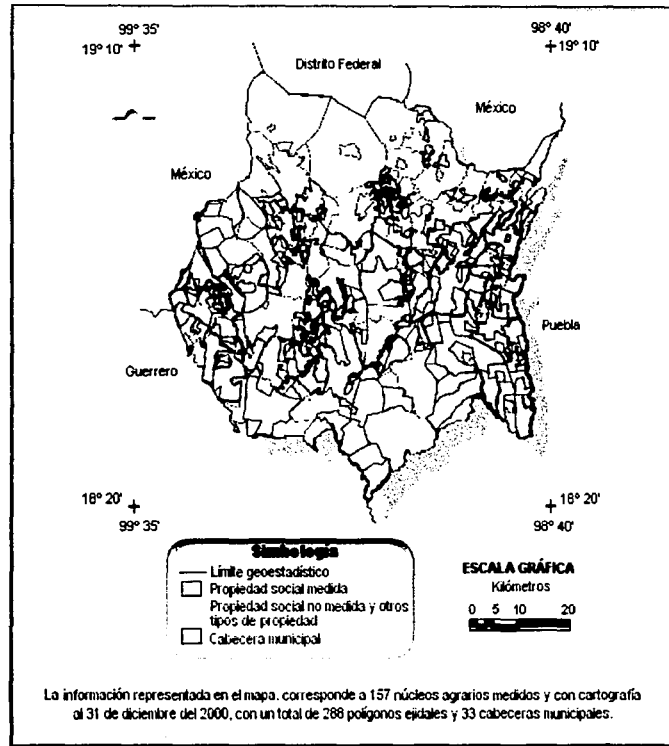 99° 35'
19° 10'
98° 40'
19° 10'
Distrito Federal
México
México
Puebla
Guerrero
18° 20'
99° 35'
18° 20'
98° 40'
Simbología
Límite geoestadístico
Propiedad social medida
Propiedad social no medida y otros
tipos de propiedad
Cabecera municipal
ESCALA GRÁFICA
Kilómetros
0 5 10 20
La información representada en el mapa, corresponde a 157 núcleos agrarios medidos y con cartografía
al 31 de diciembre del 2000, con un total de 288 polígonos ejidales y 33 cabeceras municipales.